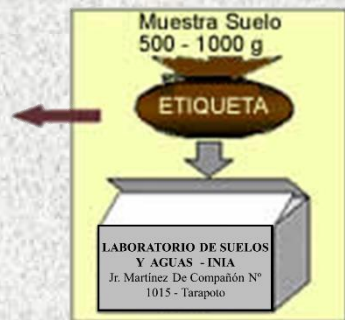 Muestra Suelo
500 - 1000 g
ETIQUETA
LABORATORIO DE SUELOS
Y AGUAS - INIA
Jr. Martínez De Compañón Nº
1015 - Tarapoto